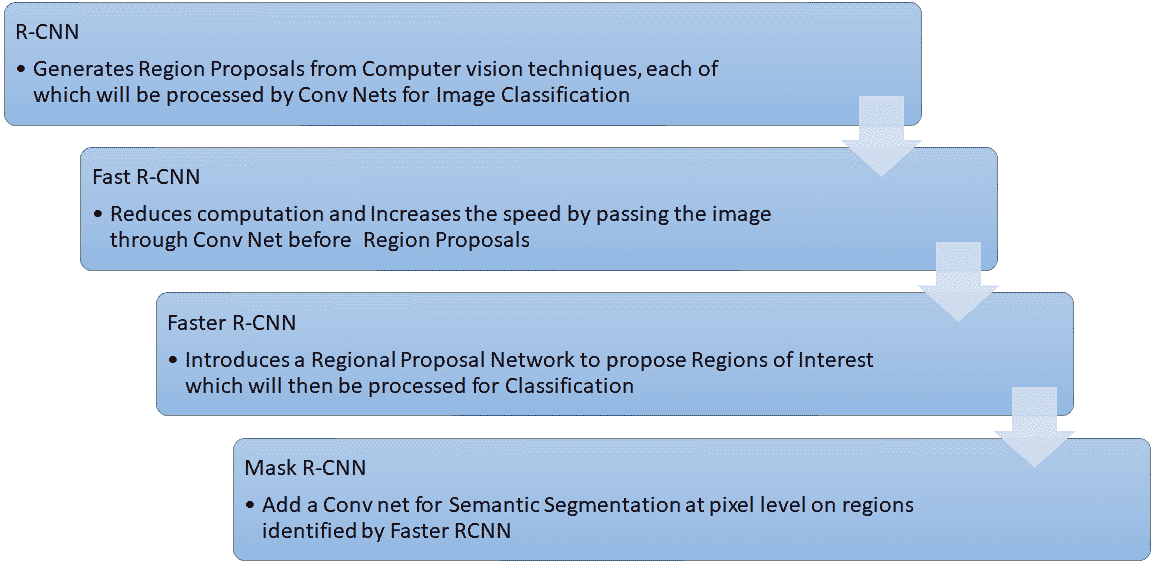 R-CNN
• Generates Region Proposals from Computer vision techniques, each of
which will be processed by Conv Nets for Image Classification
Fast R-CNN
• Reduces computation and Increases the speed by passing the image
through Conv Net before  Region Proposals
Faster R-CNN
• Introduces a Regional Proposal Network to propose Regions of Interest
which will then be processed for Classification
Mask R-CNN
• Add a Conv net for Semantic Segmentation at pixel level on regions
identified by Faster RCNN